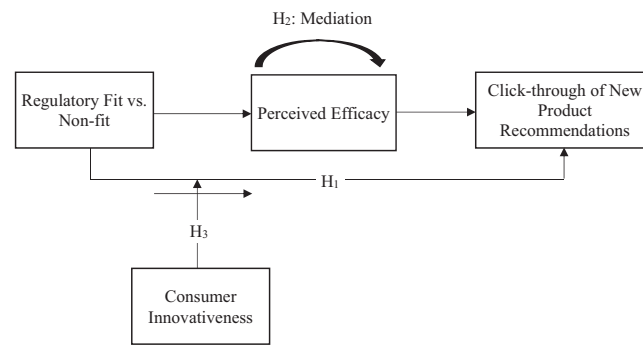 H₂: Mediation
Regulatory Fit vs.
Non-fit
Perceived Efficacy
Click-through of New
Product
Recommendations
H₁
H₃
Consumer
Innovativeness